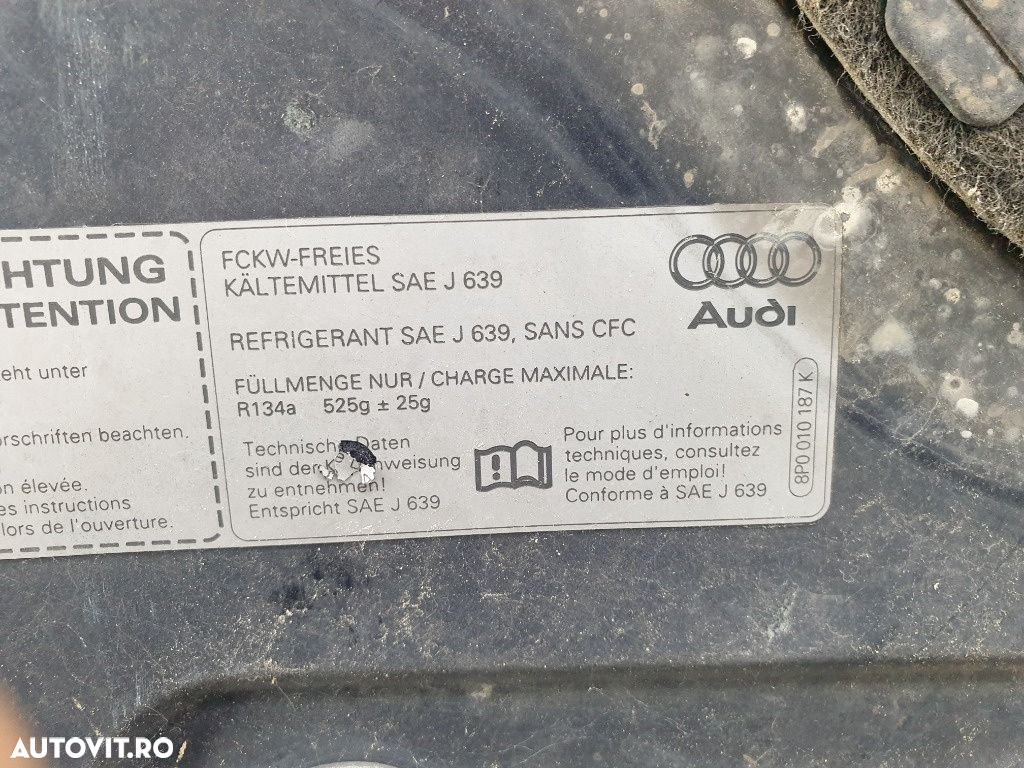 HTUNG
TENTION
eht unter
orschriften beachten.
on élevée.
es instructions
lors de l'ouverture.
FCKW-FREIES
KÄLTEMITTEL SAE J 639
REFRIGERANT SAE J 639, SANS CFC
FÜLLMENGE NUR / CHARGE MAXIMALE:
R134a 525g ± 25g
Technische Daten
sind der weisung
zu entnehmen!
Entspricht SAE J 639
Pour plus d'informations
techniques, consultez
le mode d'emploi!
Conforme à SAE J 639
Audi
8P0 010 187 K
AUTOVIT.RO